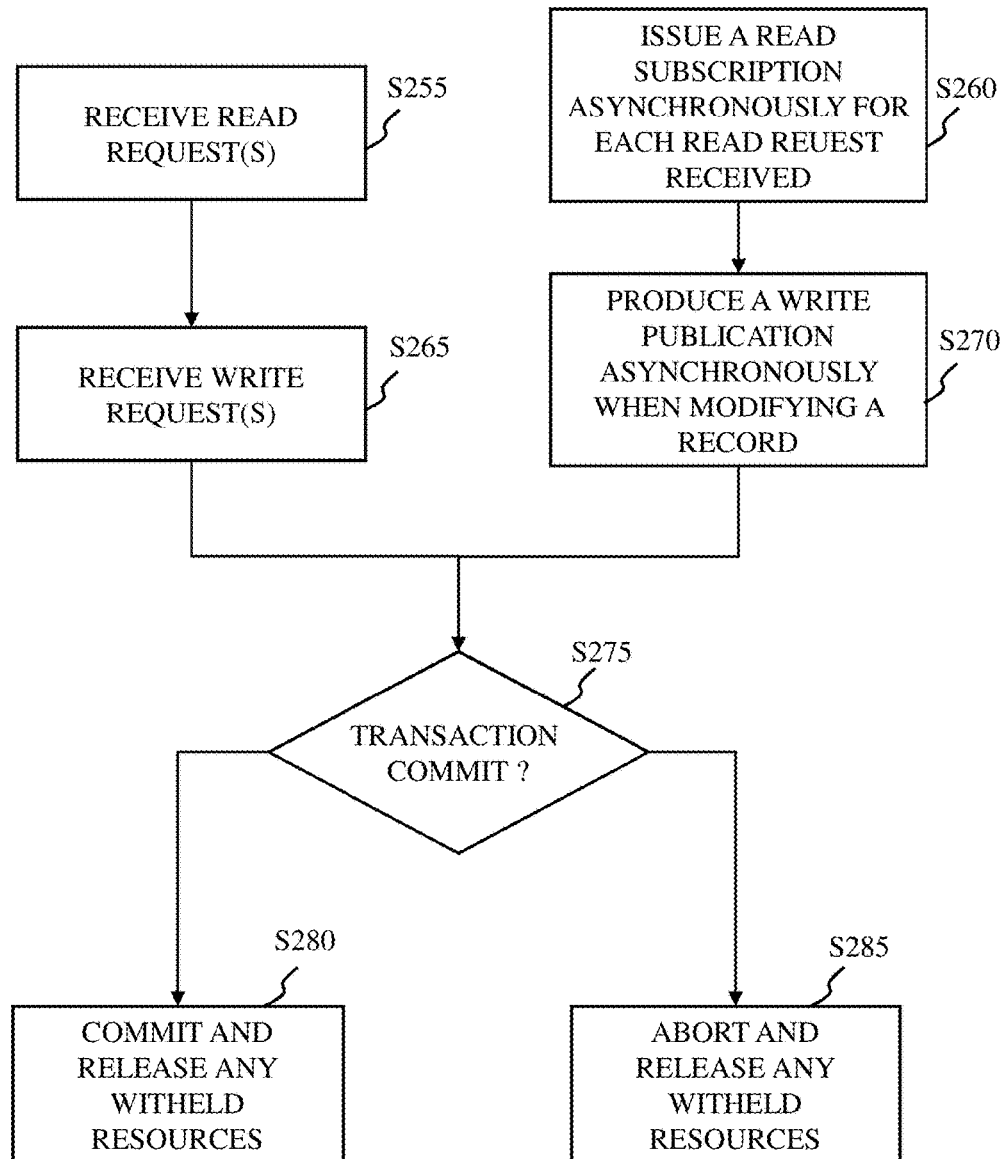 RECEIVE READ
REQUEST(S)
S255
ISSUE A READ
SUBSCRIPTION
ASYNCHRONOUSLY FOR
EACH READ REUEST
RECEIVED
S260
RECEIVE WRITE
REQUEST(S)
S265
PRODUCE A WRITE
PUBLICATION
ASYNCHRONOUSLY
WHEN MODIFYING A
RECORD
S270
TRANSACTION
COMMIT ?
S275
COMMIT AND
RELEASE ANY
WITHELD
RESOURCES
S280
ABORT AND
RELEASE ANY
WITHELD
RESOURCES
S285